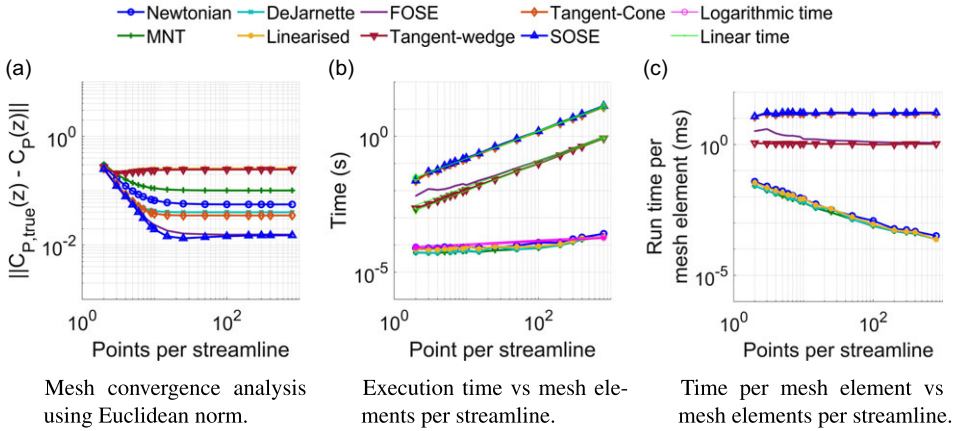 Newtonian DeJarnette FOSE Tangent-Cone Logarithmic time
MNT Linearised Tangent-wedge SOSE Linear time
(a) (b) (c)
||C_{P,true}(z) - C_P(z)||
10^0
10^{-2}
10^0 10^2
Points per streamline
Time (s)
10^0
10^{-5}
10^0 10^2
Point per streamline
Run time per
mesh element (ms)
10^0
10^{-5}
10^0 10^2
Points per streamline
Mesh convergence analysis
using Euclidean norm.
Execution time vs mesh ele-
ments per streamline.
Time per mesh element vs
mesh elements per streamline.